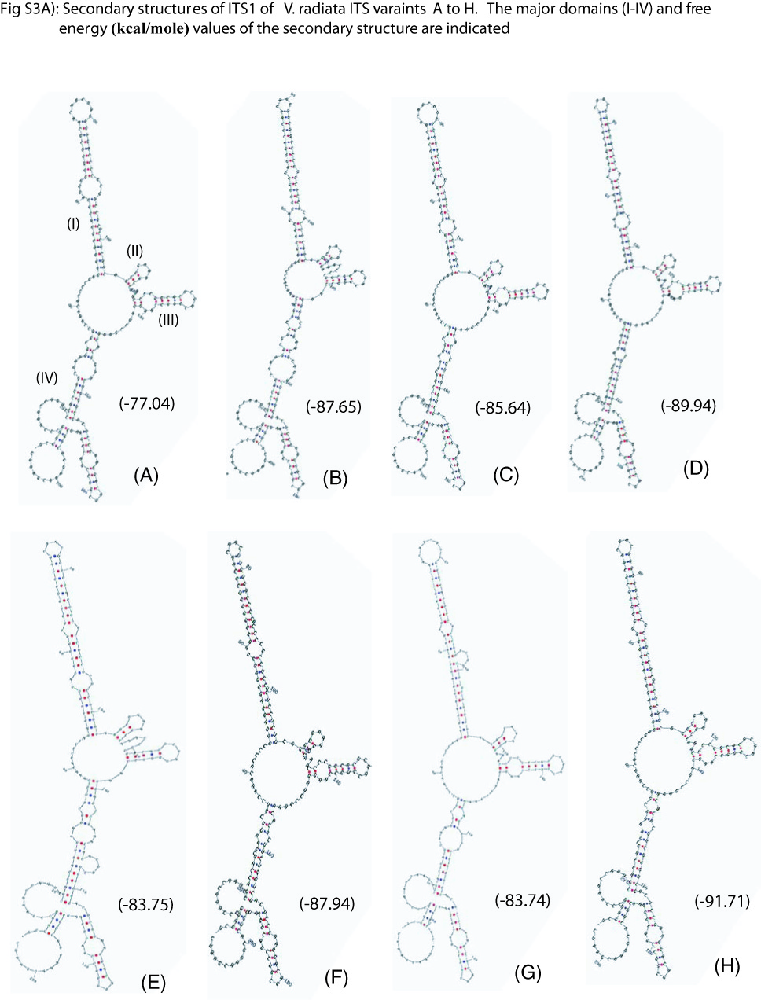 Fig S3A): Secondary structures of ITS1 of V. radiata ITS varaints A to H. The major domains (I-IV) and free
energy (kcal/mole) values of the secondary structure are indicated
(I)
(II)
(III)
(IV)
(-77.04)
(A)
(-87.65)
(B)
(-85.64)
(C)
(-89.94)
(D)
(-83.75)
(E)
(-87.94)
(F)
(-83.74)
(G)
(-91.71)
(H)